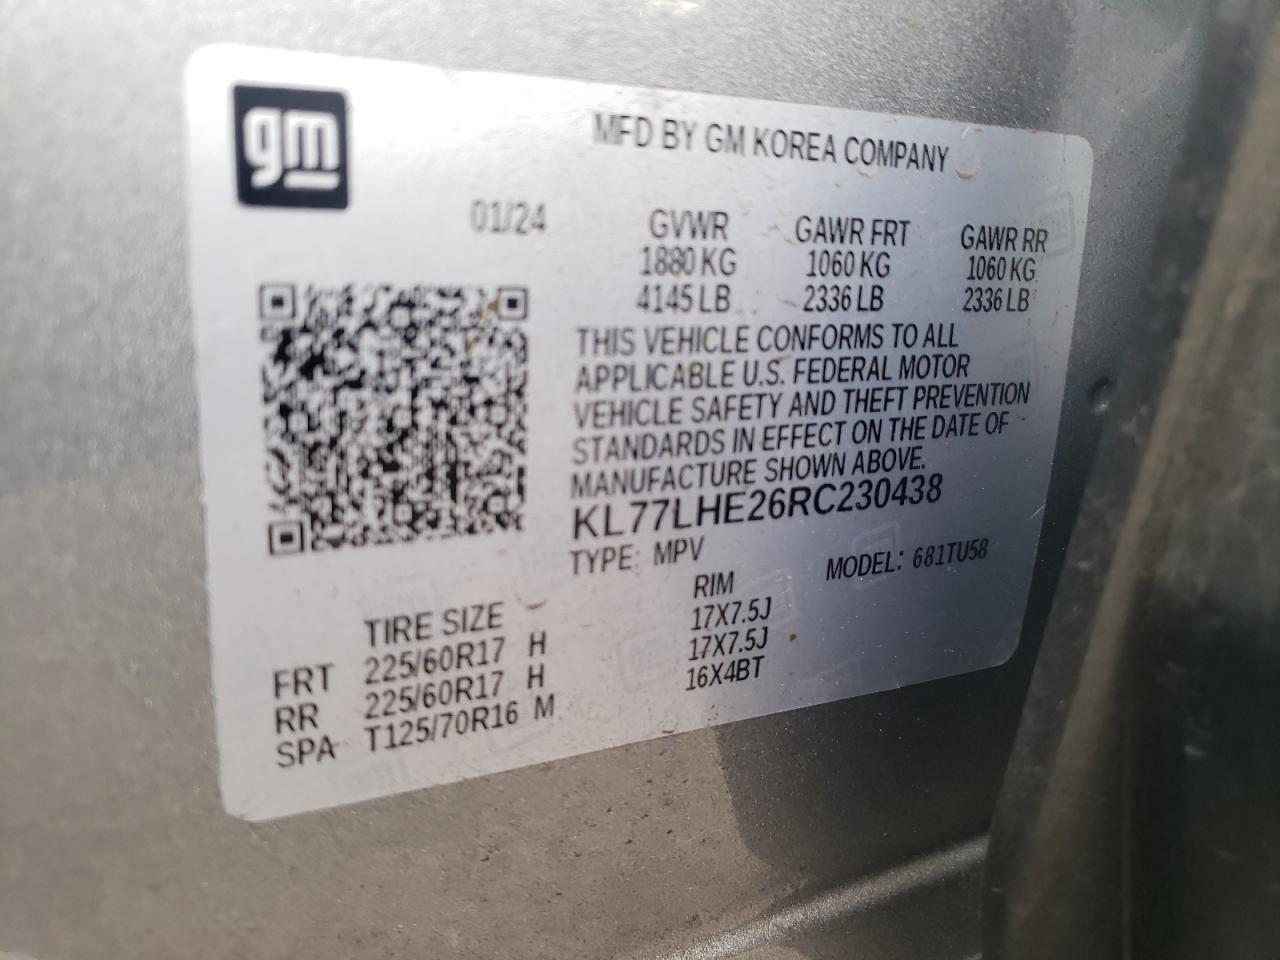 gm
MFD BY GM KOREA COMPANY
01/24
GVWR GAWR FRT GAWR RR
1880 KG 1060 KG 1060 KG
4145 LB 2336 LB 2336 LB
THIS VEHICLE CONFORMS TO ALL
APPLICABLE U.S. FEDERAL MOTOR
VEHICLE SAFETY AND THEFT PREVENTION
STANDARDS IN EFFECT ON THE DATE OF
MANUFACTURE SHOWN ABOVE.
KL77LHE26RC230438
TYPE: MPV MODEL: 681TU58
TIRE SIZE RIM
FRT 225/60R17 H 17X7.5J
RR 225/60R17 H 17X7.5J
SPA T125/70R16 M 16X4BT